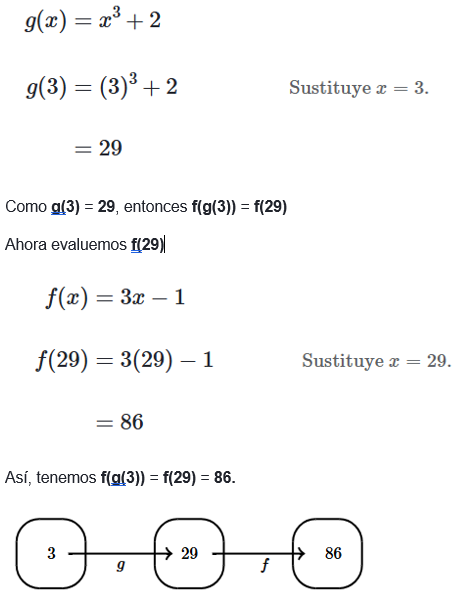 g(x) = x³ + 2
g(3) = (3)³ + 2 Sustituye x = 3.
= 29
Como g(3) = 29, entonces f(g(3)) = f(29)
Ahora evaluemos f(29)
f(x) = 3x − 1
f(29) = 3(29) − 1 Sustituye x = 29.
= 86
Así, tenemos f(g(3)) = f(29) = 86.
3 29 86
g f